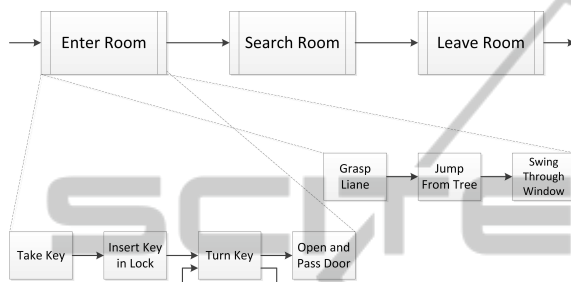 Enter Room
Search Room
Leave Room
Grasp
Liane
Jump
From Tree
Swing
Through
Window
Take Key
Insert Key
in Lock
Turn Key
Open and
Pass Door
SCITE